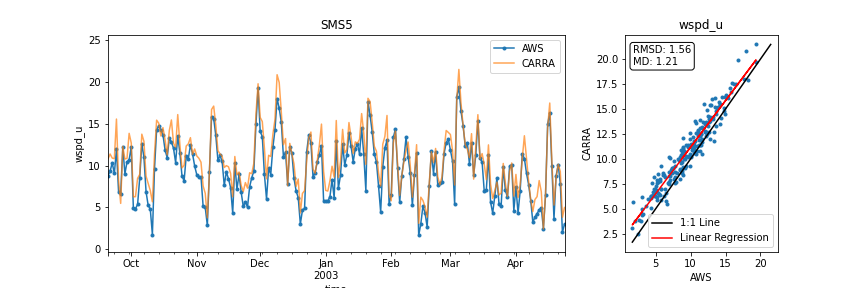 SMS5
wspd_u
25
20
15
10
5
0
AWS
CARRA
Oct
Nov
Dec
Jan
2003
Feb
Mar
Apr
wspd_u
RMSD: 1.56
MD: 1.21
CARRA
20.0
17.5
15.0
12.5
10.0
7.5
5.0
2.5
1:1 Line
Linear Regression
5
10
15
20
AWS